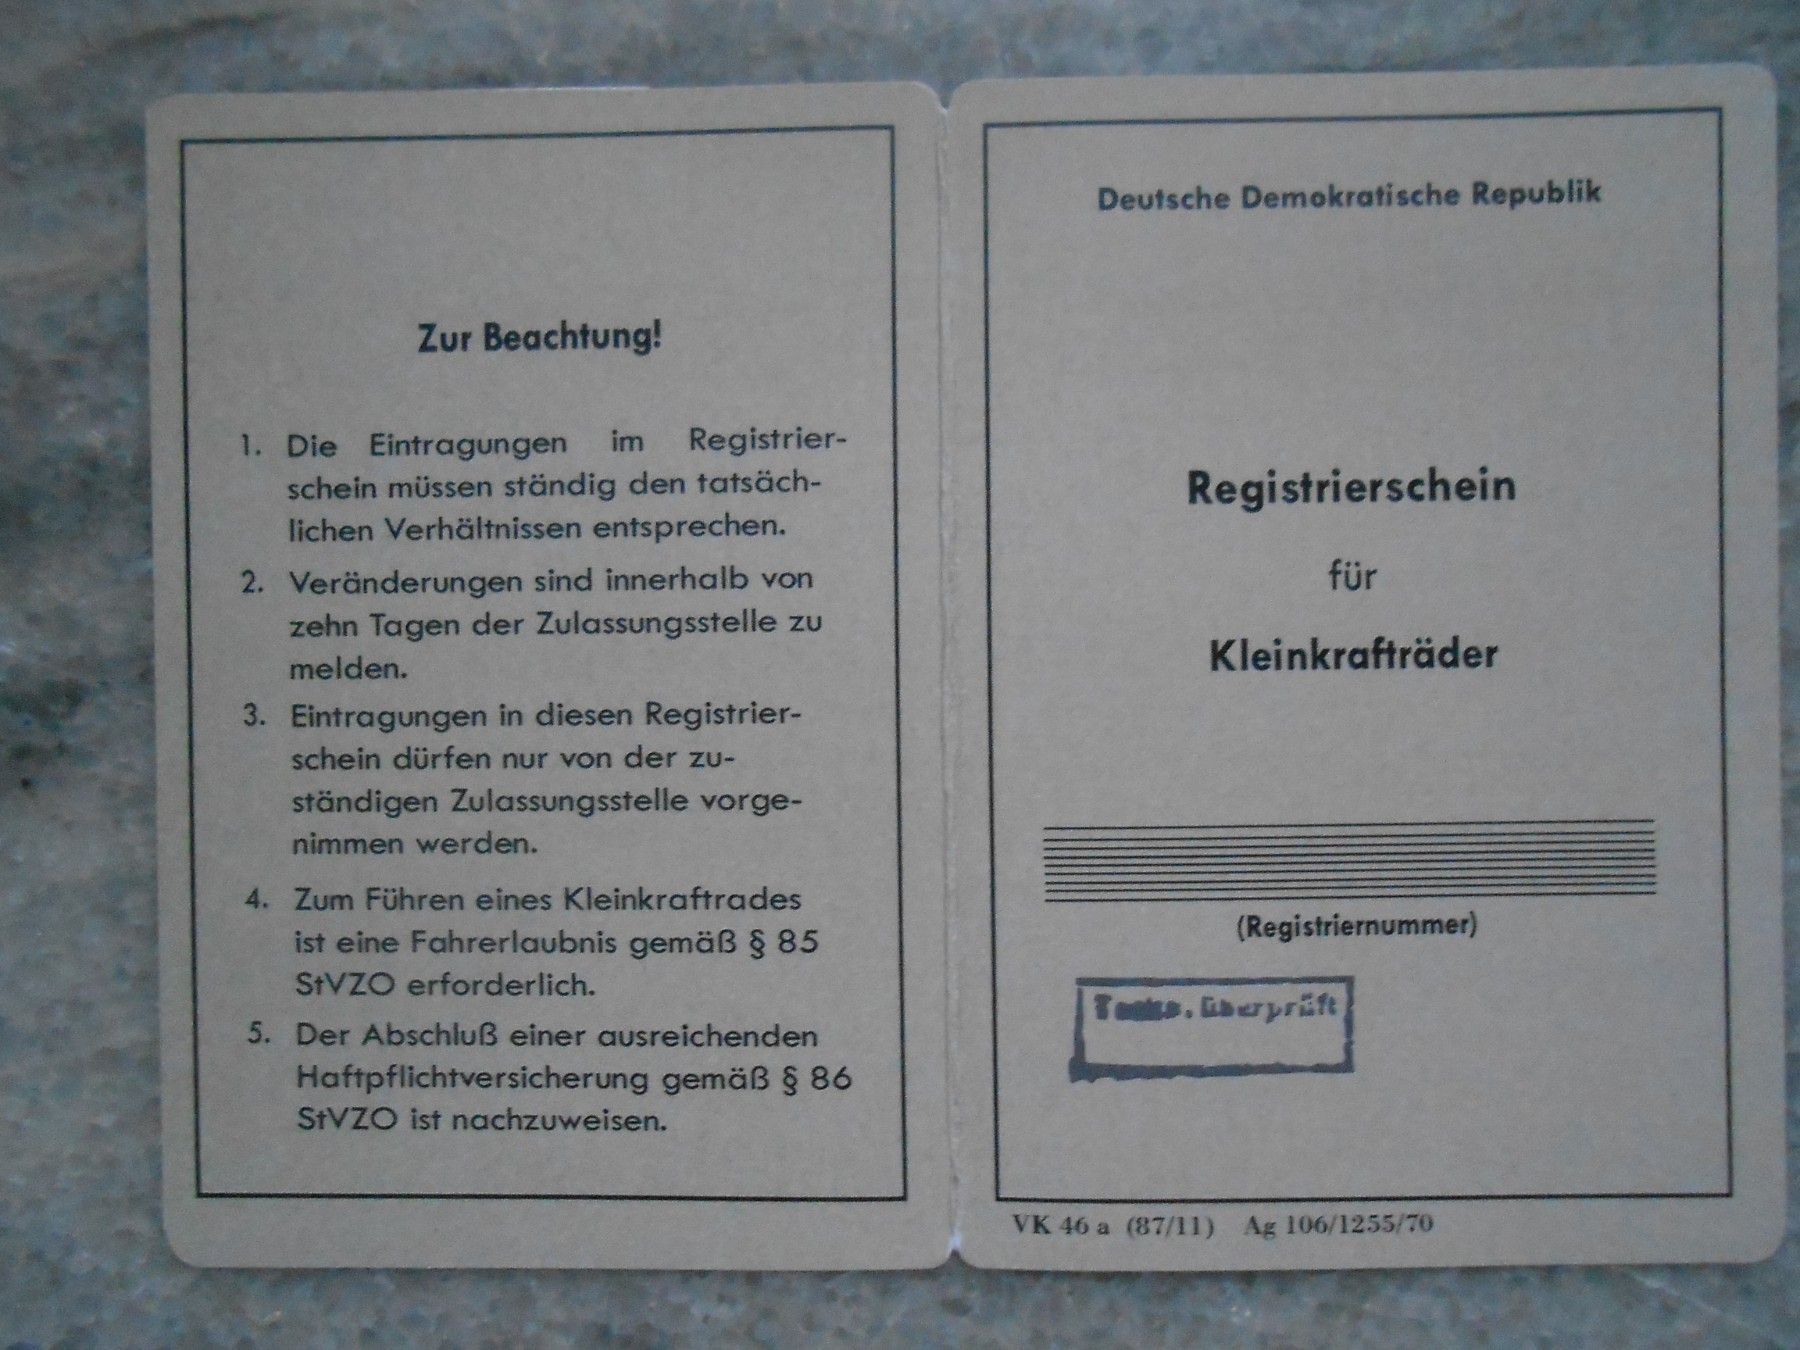 Zur Beachtung!
1. Die Eintragungen im Registrier-
schein müssen ständig den tatsäch-
lichen Verhältnissen entsprechen.
2. Veränderungen sind innerhalb von
zehn Tagen der Zulassungsstelle zu
melden.
3. Eintragungen in diesen Registrier-
schein dürfen nur von der zu-
ständigen Zulassungsstelle vorge-
nimmen werden.
4. Zum Führen eines Kleinkraftrades
ist eine Fahrerlaubnis gemäß § 85
StVZO erforderlich.
5. Der Abschluß einer ausreichenden
Haftpflichtversicherung gemäß § 86
StVZO ist nachzuweisen.
Deutsche Demokratische Republik
Registrierschein
für
Kleinkrafträder
(Registriernummer)
überprüft
VK 46 a (87/11) Ag 106/1255/70